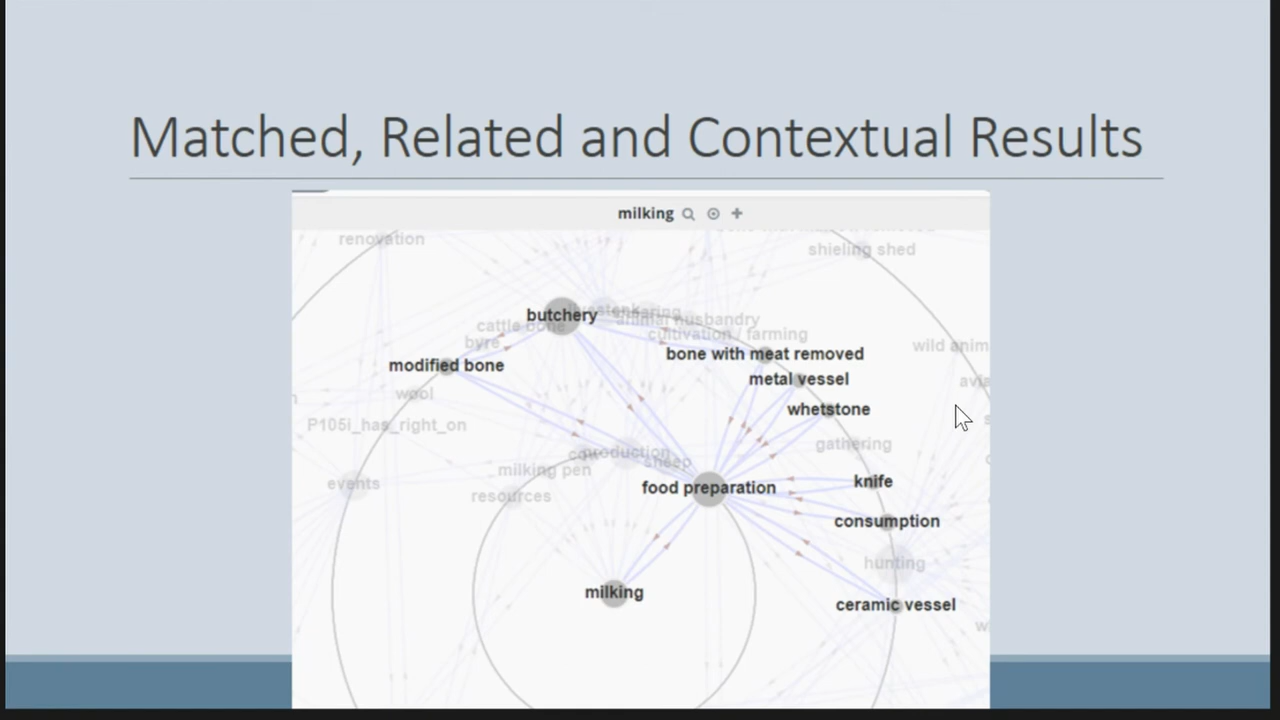 Matched, Related and Contextual Results
milking
renovation
shieling shed
butchery
animal husbandry
cattle bone
cultivation / farming
byre
wild anim
bone with meat removed
modified bone
metal vessel
wool
whetstone
P105i_has_right_on
gathering
production
sheep
milking pen
events
food preparation
knife
resources
consumption
hunting
milking
ceramic vessel